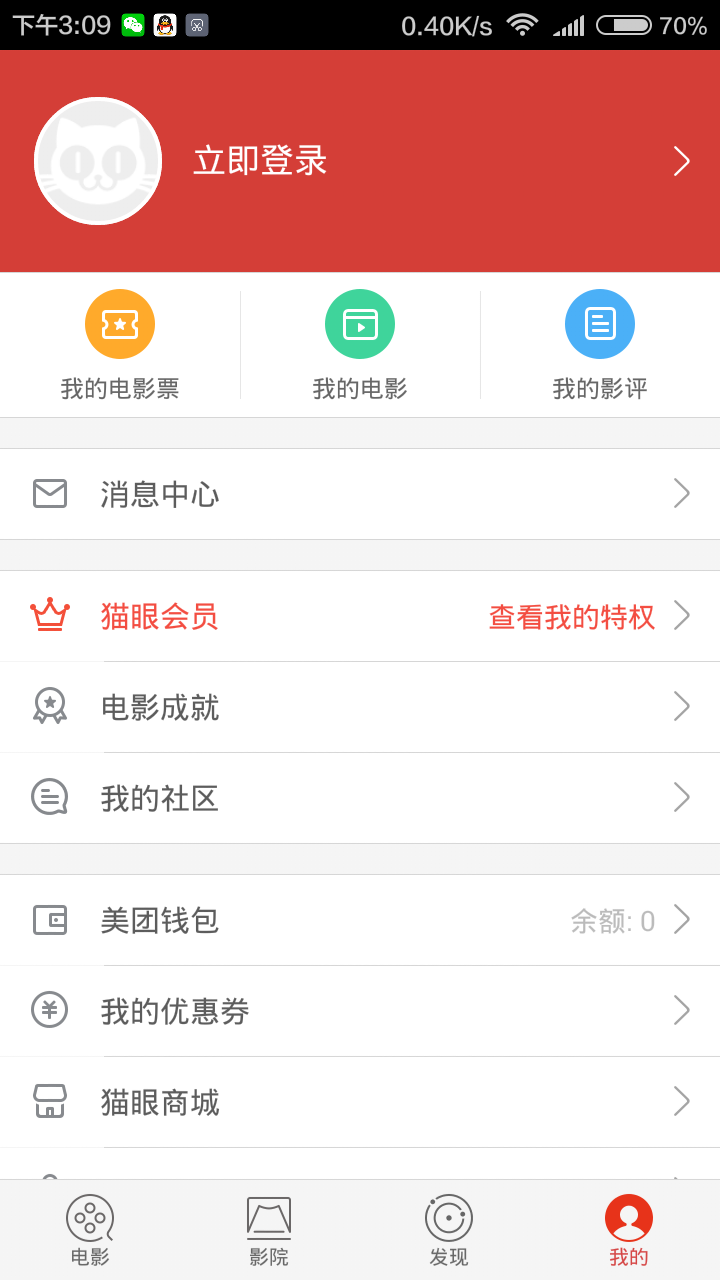 下午3:09 0.40K/s 70%
立即登录
我的电影票 我的电影 我的影评
消息中心
猫眼会员 查看我的特权
电影成就
我的社区
美团钱包 余额: 0
我的优惠券
猫眼商城
电影 影院 发现 我的